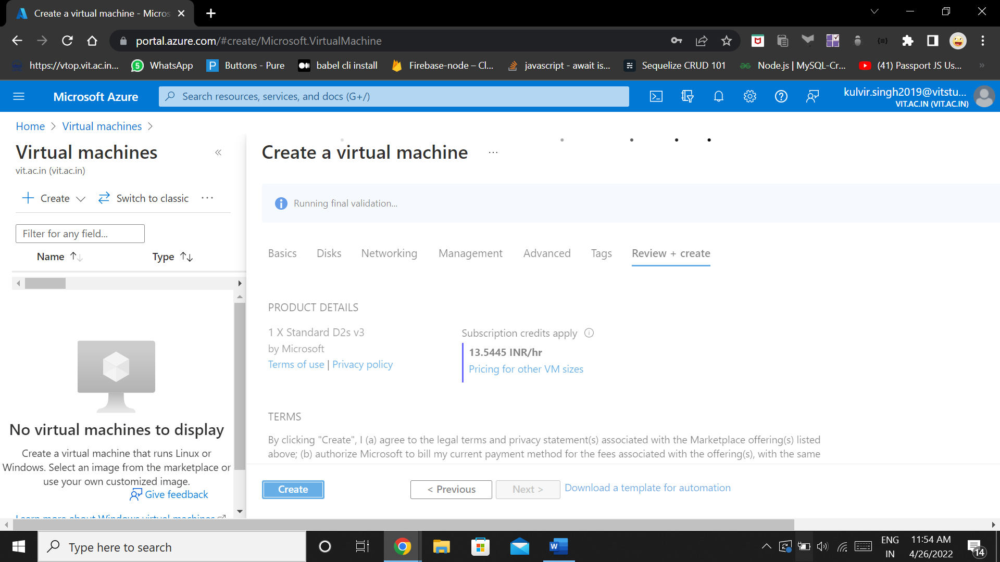 Create a virtual machine - Micros
portal.azure.com/#create/Microsoft.VirtualMachine
https://vtop.vit.ac.in... WhatsApp Buttons - Pure babel cli install Firebase-node – Cl... javascript - await is... Sequelize CRUD 101 Node.js | MySQL-Cr... (41) Passport JS Us... »
Microsoft Azure
Search resources, services, and docs (G+/)
kulvir.singh2019@vitstu...
VIT.AC.IN (VIT.AC.IN)
Home > Virtual machines >
Virtual machines
«
vit.ac.in (vit.ac.in)
Create
Switch to classic
...
Filter for any field...
Name
Type
No virtual machines to display
Create a virtual machine that runs Linux or
Windows. Select an image from the marketplace or
use your own customized image.
Give feedback
Learn more about Windows virtual machines
Create a virtual machine
...
Running final validation...
Basics Disks Networking Management Advanced Tags Review + create
PRODUCT DETAILS
1 X Standard D2s v3
by Microsoft
Terms of use | Privacy policy
Subscription credits apply
13.5445 INR/hr
Pricing for other VM sizes
TERMS
By clicking "Create", I (a) agree to the legal terms and privacy statement(s) associated with the Marketplace offering(s) listed
above; (b) authorize Microsoft to bill my current payment method for the fees associated with the offering(s), with the same
Create
< Previous
Next >
Download a template for automation
Type here to search
ENG
IN
11:54 AM
4/26/2022
14